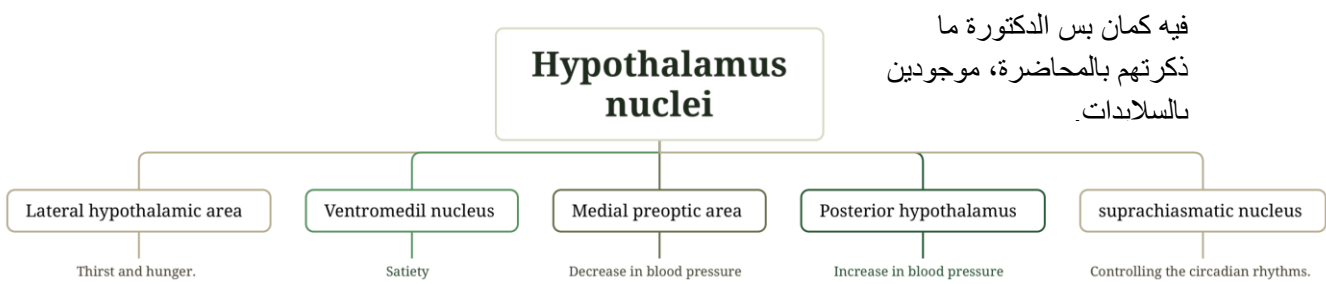 فيه كمان بس الدكتورة ما
ذكرتهم بالمحاضرة، موجودين
بالسلايدات.
Hypothalamus
nuclei
Lateral hypothalamic area
Ventromedil nucleus
Medial preoptic area
Posterior hypothalamus
suprachiasmatic nucleus
Thirst and hunger.
Satiety
Decrease in blood pressure
Increase in blood pressure
Controlling the circadian rhythms.